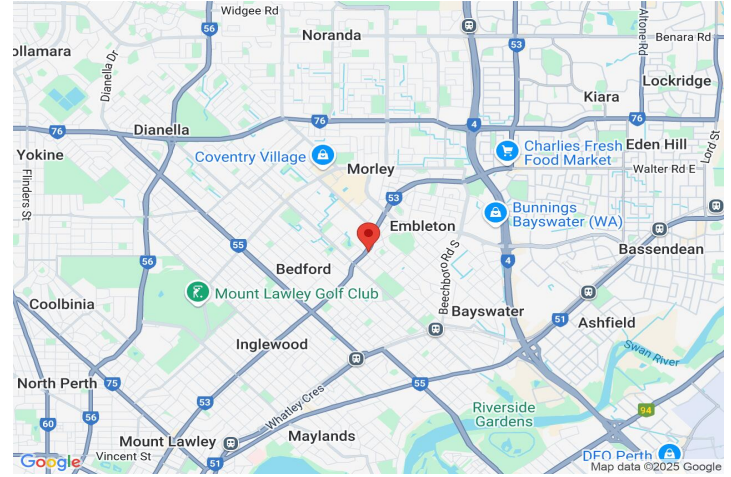 Widgee Rd
56
Noranda
53
Altone Rd
Benara Rd
ollamara
Dianella Dr
Lockridge
Kiara
76
4
76
76
Dianella
Charlies Fresh
Food Market
Eden Hill
Lord St
Yokine
Coventry Village
Morley
Walter Rd E
Flinders St
53
Bunnings
Bayswater (WA)
Embleton
55
Beechboro Rd S
Bassendean
56
4
Bedford
Mount Lawley Golf Club
Coolbinia
Bayswater
51
Ashfield
Inglewood
Swan River
North Perth
75
55
53
Whatley Cres
Riverside
Gardens
94
56
60
Mount Lawley
Maylands
Vincent St
51
DFO Perth
Google
Map data ©2025 Google